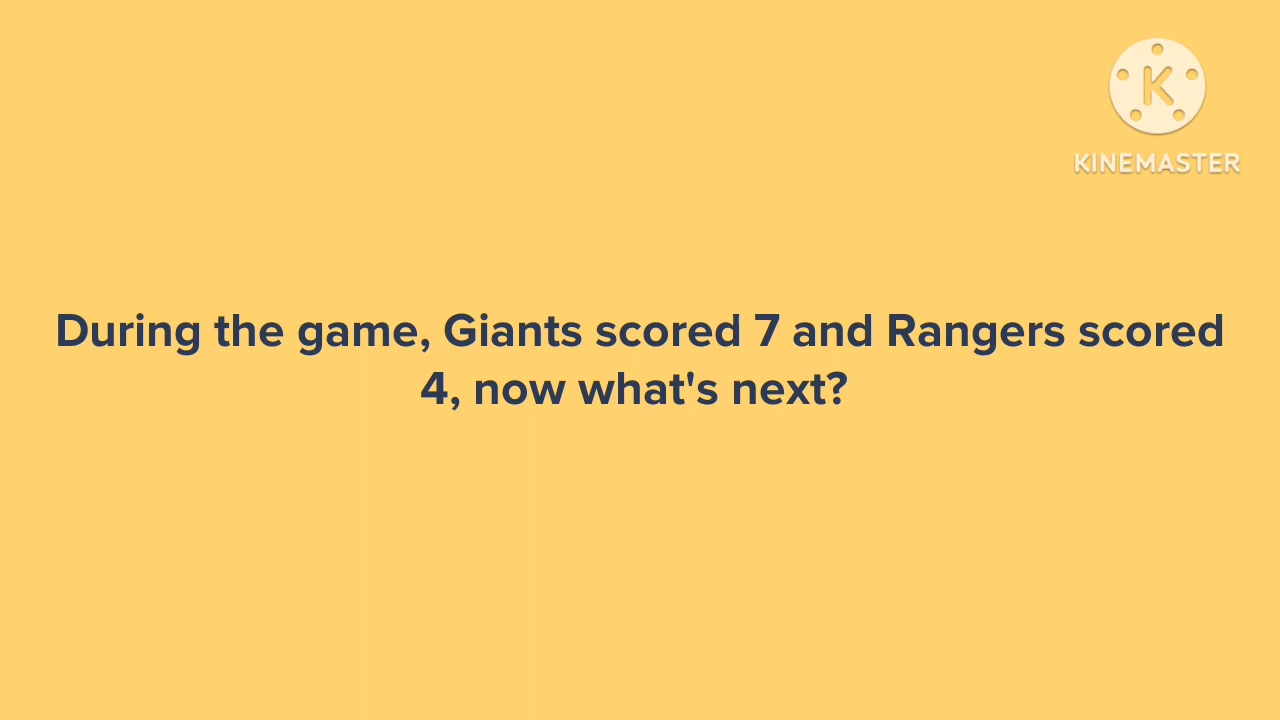 K
KINEMASTER
During the game, Giants scored 7 and Rangers scored
4, now what's next?